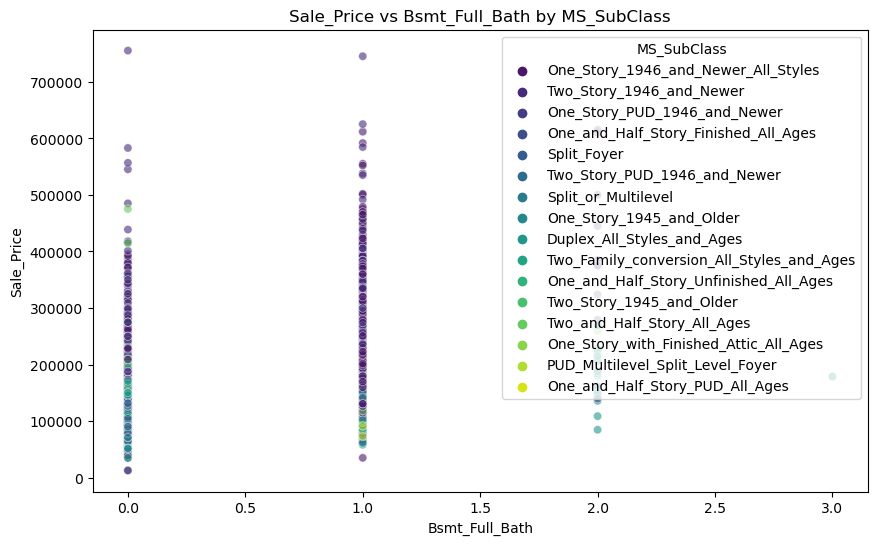 Sale_Price vs Bsmt_Full_Bath by MS_SubClass
MS_SubClass
One_Story_1946_and_Newer_All_Styles
Two_Story_1946_and_Newer
One_Story_PUD_1946_and_Newer
One_and_Half_Story_Finished_All_Ages
Split_Foyer
Two_Story_PUD_1946_and_Newer
Split_or_Multilevel
One_Story_1945_and_Older
Duplex_All_Styles_and_Ages
Two_Family_conversion_All_Styles_and_Ages
One_and_Half_Story_Unfinished_All_Ages
Two_Story_1945_and_Older
Two_and_Half_Story_All_Ages
One_Story_with_Finished_Attic_All_Ages
PUD_Multilevel_Split_Level_Foyer
One_and_Half_Story_PUD_All_Ages
Sale_Price
700000
600000
500000
400000
300000
200000
100000
0
0.0 0.5 1.0 1.5 2.0 2.5 3.0
Bsmt_Full_Bath